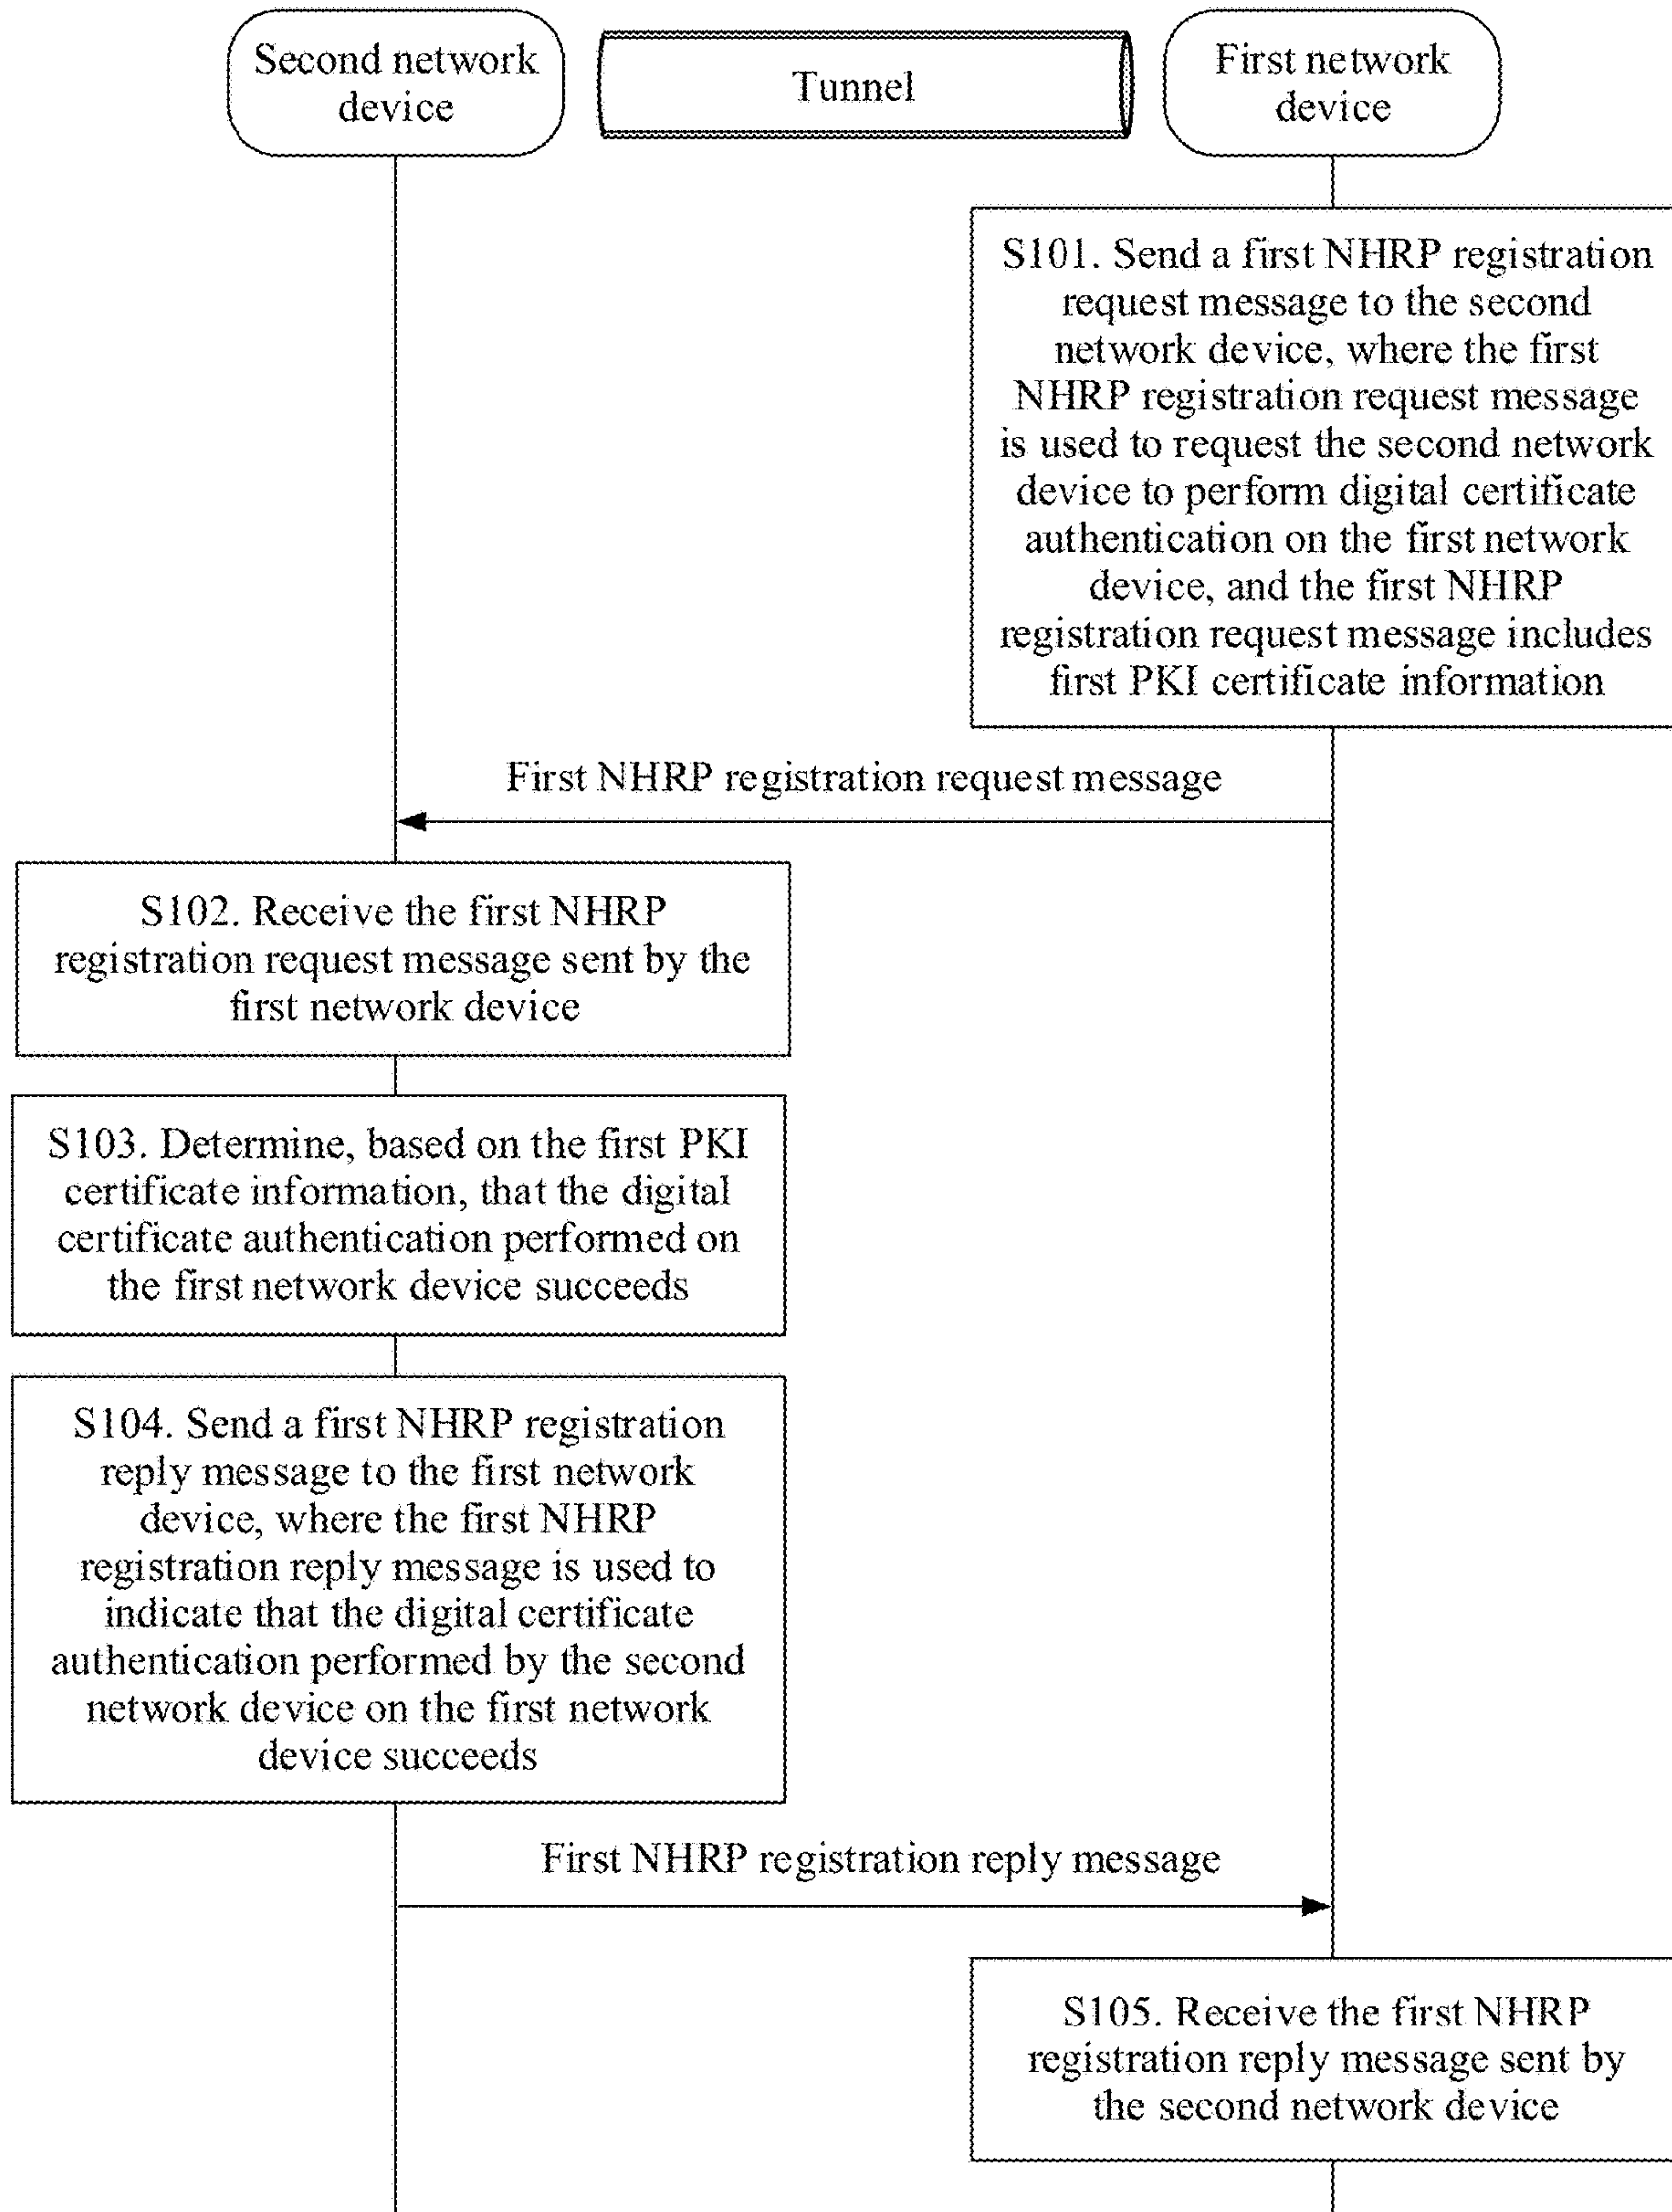 Second network
device
Tunnel
First network
device
S101. Send a first NHRP registration
request message to the second
network device, where the first
NHRP registration request message
is used to request the second network
device to perform digital certificate
authentication on the first network
device, and the first NHRP
registration request message includes
first PKI certificate information
First NHRP registration request message
S102. Receive the first NHRP
registration request message sent by the
first network device
S103. Determine, based on the first PKI
certificate information, that the digital
certificate authentication performed on
the first network device succeeds
S104. Send a first NHRP registration
reply message to the first network
device, where the first NHRP
registration reply message is used to
indicate that the digital certificate
authentication performed by the second
network device on the first network
device succeeds
First NHRP registration reply message
S105. Receive the first NHRP
registration reply message sent by
the second network device